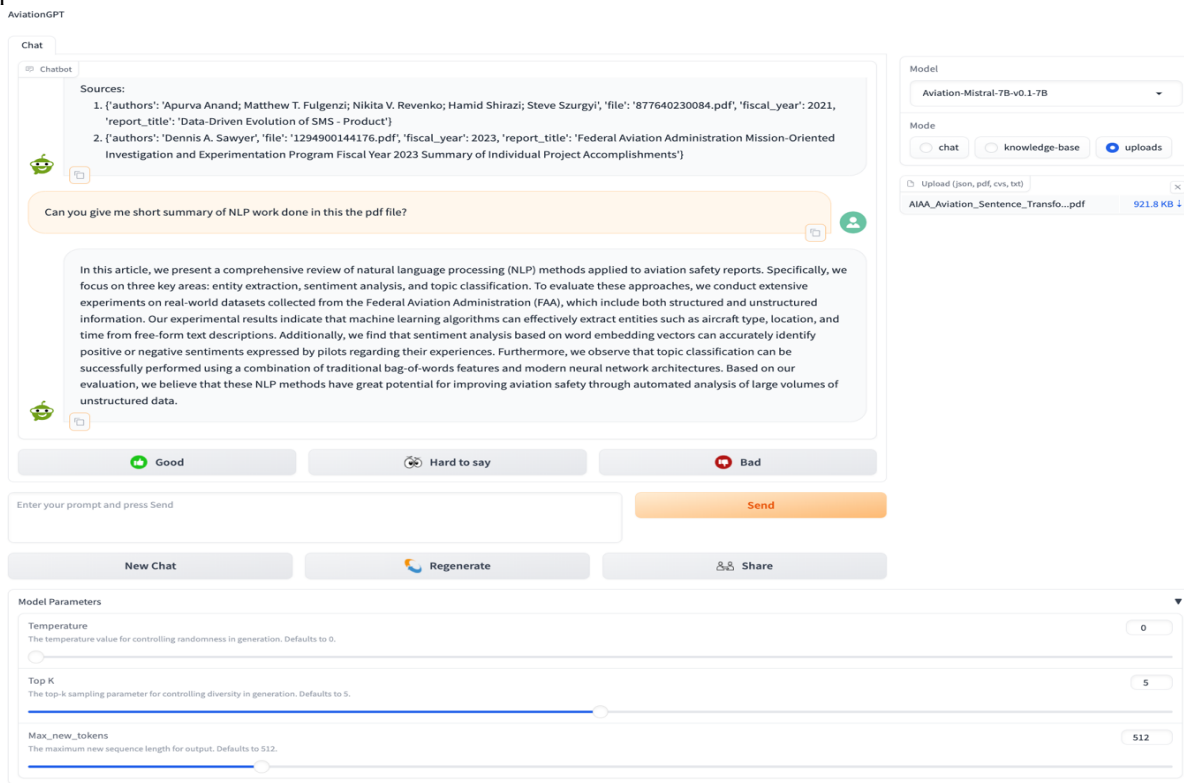 AviationGPT
Chat
Chatbot
Sources:
1. {'authors': 'Apurva Anand; Matthew T. Fulgenzi; Nikita V. Revenko; Hamid Shirazi; Steve Szurgyi', 'file': '877640230084.pdf', 'fiscal_year': 2021,
'report_title': 'Data-Driven Evolution of SMS - Product'}
2. {'authors': 'Dennis A. Sawyer', 'file': '1294900144176.pdf', 'fiscal_year': 2023, 'report_title': 'Federal Aviation Administration Mission-Oriented
Investigation and Experimentation Program Fiscal Year 2023 Summary of Individual Project Accomplishments'}
Can you give me short summary of NLP work done in this the pdf file?
In this article, we present a comprehensive review of natural language processing (NLP) methods applied to aviation safety reports. Specifically, we
focus on three key areas: entity extraction, sentiment analysis, and topic classification. To evaluate these approaches, we conduct extensive
experiments on real-world datasets collected from the Federal Aviation Administration (FAA), which include both structured and unstructured
information. Our experimental results indicate that machine learning algorithms can effectively extract entities such as aircraft type, location, and
time from free-form text descriptions. Additionally, we find that sentiment analysis based on word embedding vectors can accurately identify
positive or negative sentiments expressed by pilots regarding their experiences. Furthermore, we observe that topic classification can be
successfully performed using a combination of traditional bag-of-words features and modern neural network architectures. Based on our
evaluation, we believe that these NLP methods have great potential for improving aviation safety through automated analysis of large volumes of
unstructured data.
Good
Hard to say
Bad
Enter your prompt and press Send
Send
New Chat
Regenerate
Share
Model
Aviation-Mistral-7B-v0.1-7B
Mode
chat
knowledge-base
uploads
Upload (json, pdf, cvs, txt)
AIAA_Aviation_Sentence_Transfo...pdf 921.8 KB ↓
Model Parameters
Temperature
The temperature value for controlling randomness in generation. Defaults to 0.
0
Top K
The top-k sampling parameter for controlling diversity in generation. Defaults to 5.
5
Max_new_tokens
The maximum new sequence length for output. Defaults to 512.
512